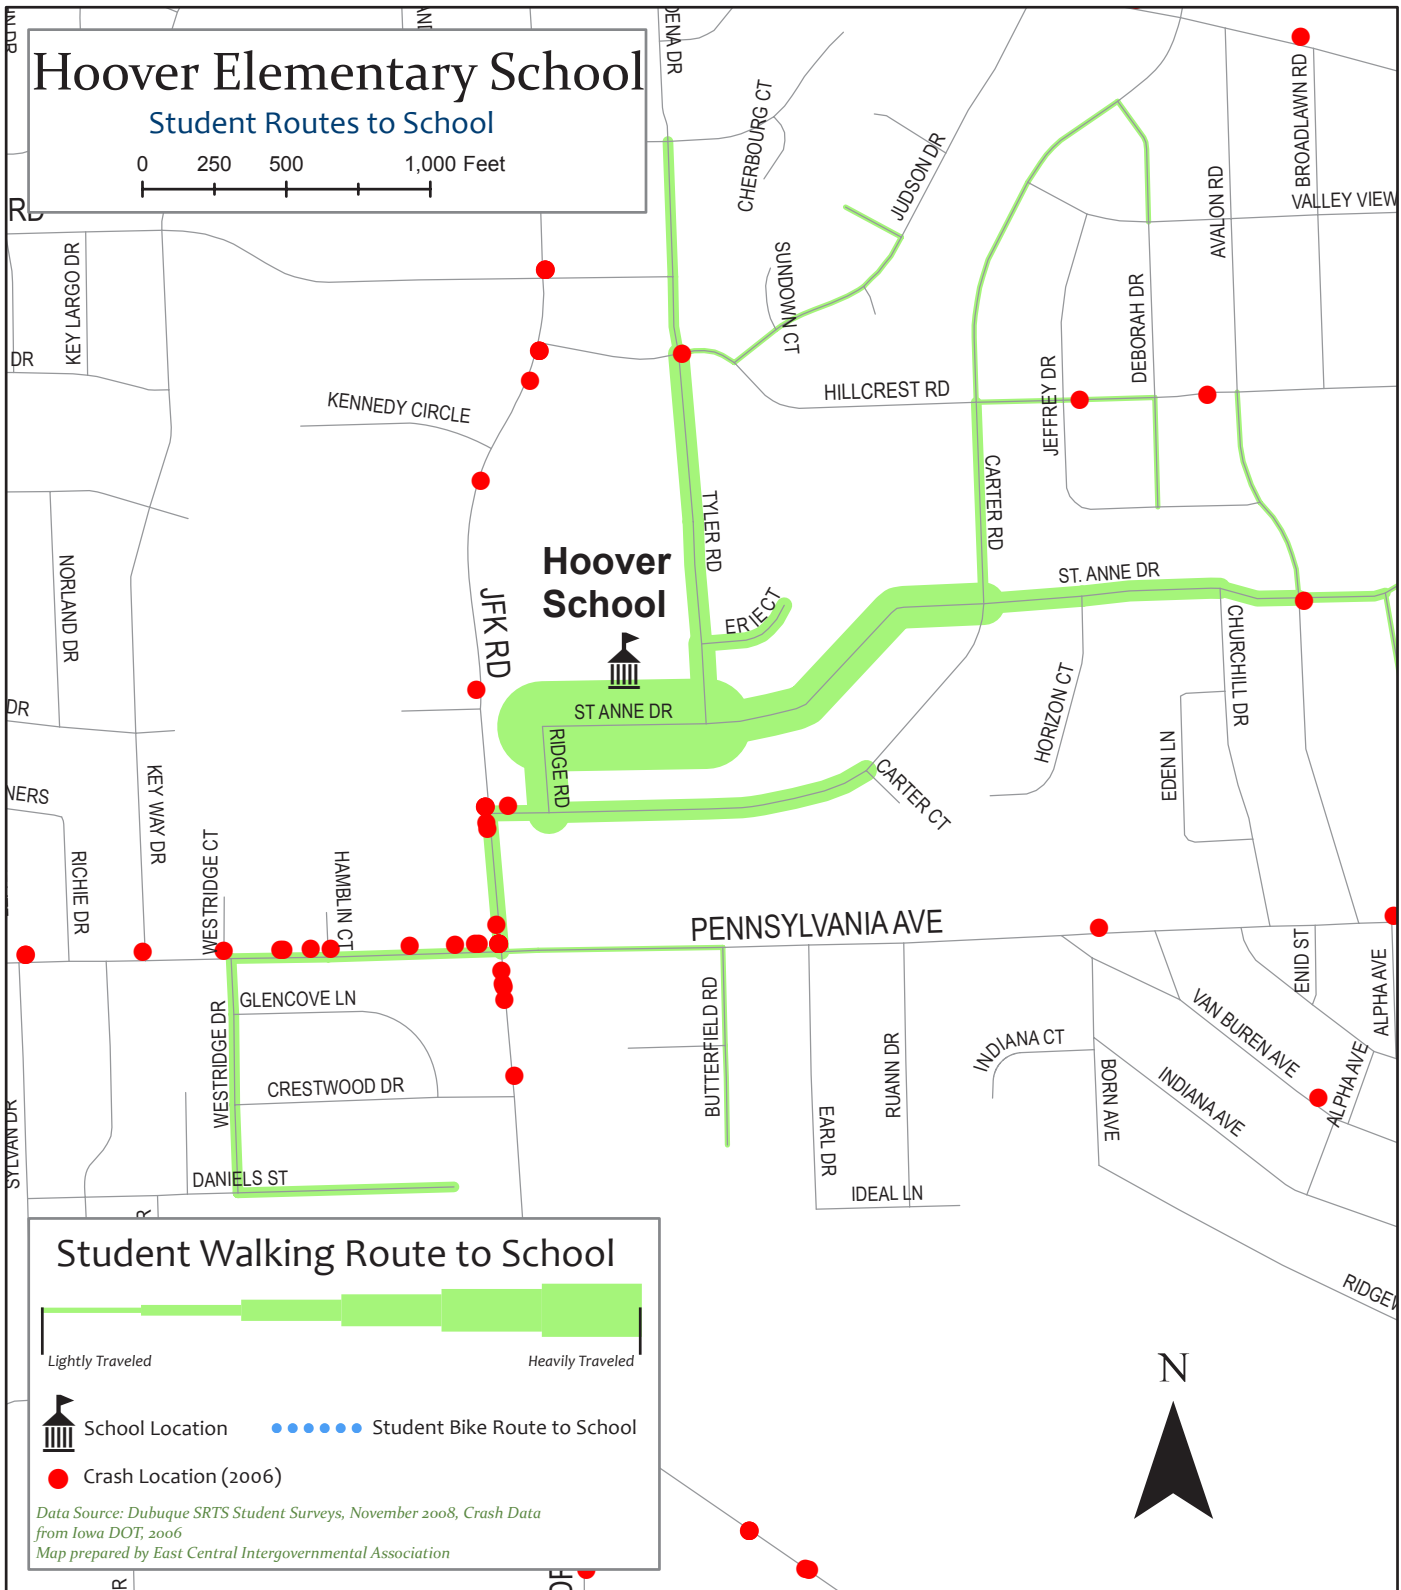 Hoover Elementary School
Student Routes to School
0 250 500 1,000 Feet
DENA DR
CHERBOURG CT
JUDSON DR
SUNDOWN CT
BROADLAWN RD
AVALON RD
VALLEY VIEW
RD
KEY LARGO DR
DR
KENNEDY CIRCLE
HILLCREST RD
JEFFREY DR
DEBORAH DR
CARTER RD
TYLER RD
NORLAND DR
JFK RD
Hoover
School
ERIE CT
ST. ANNE DR
CHURCHILL DR
HORIZON CT
EDEN LN
DR
ST ANNE DR
RIDGE RD
CARTER CT
NERS
KEY WAY DR
RICHIE DR
WESTRIDGE CT
HAMBLIN CT
PENNSYLVANIA AVE
GLENCOVE LN
WESTRIDGE DR
CRESTWOOD DR
DANIELS ST
SYLVAN DR
BUTTERFIELD RD
EARL DR
RUANN DR
IDEAL LN
INDIANA CT
BORN AVE
INDIANA AVE
VAN BUREN AVE
ENID ST
ALPHA AVE
ALPHA AVE
RIDGEW
Student Walking Route to School
Lightly Traveled Heavily Traveled
School Location
Student Bike Route to School
Crash Location (2006)
Data Source: Dubuque SRTS Student Surveys, November 2008, Crash Data
from Iowa DOT, 2006
Map prepared by East Central Intergovernmental Association
N